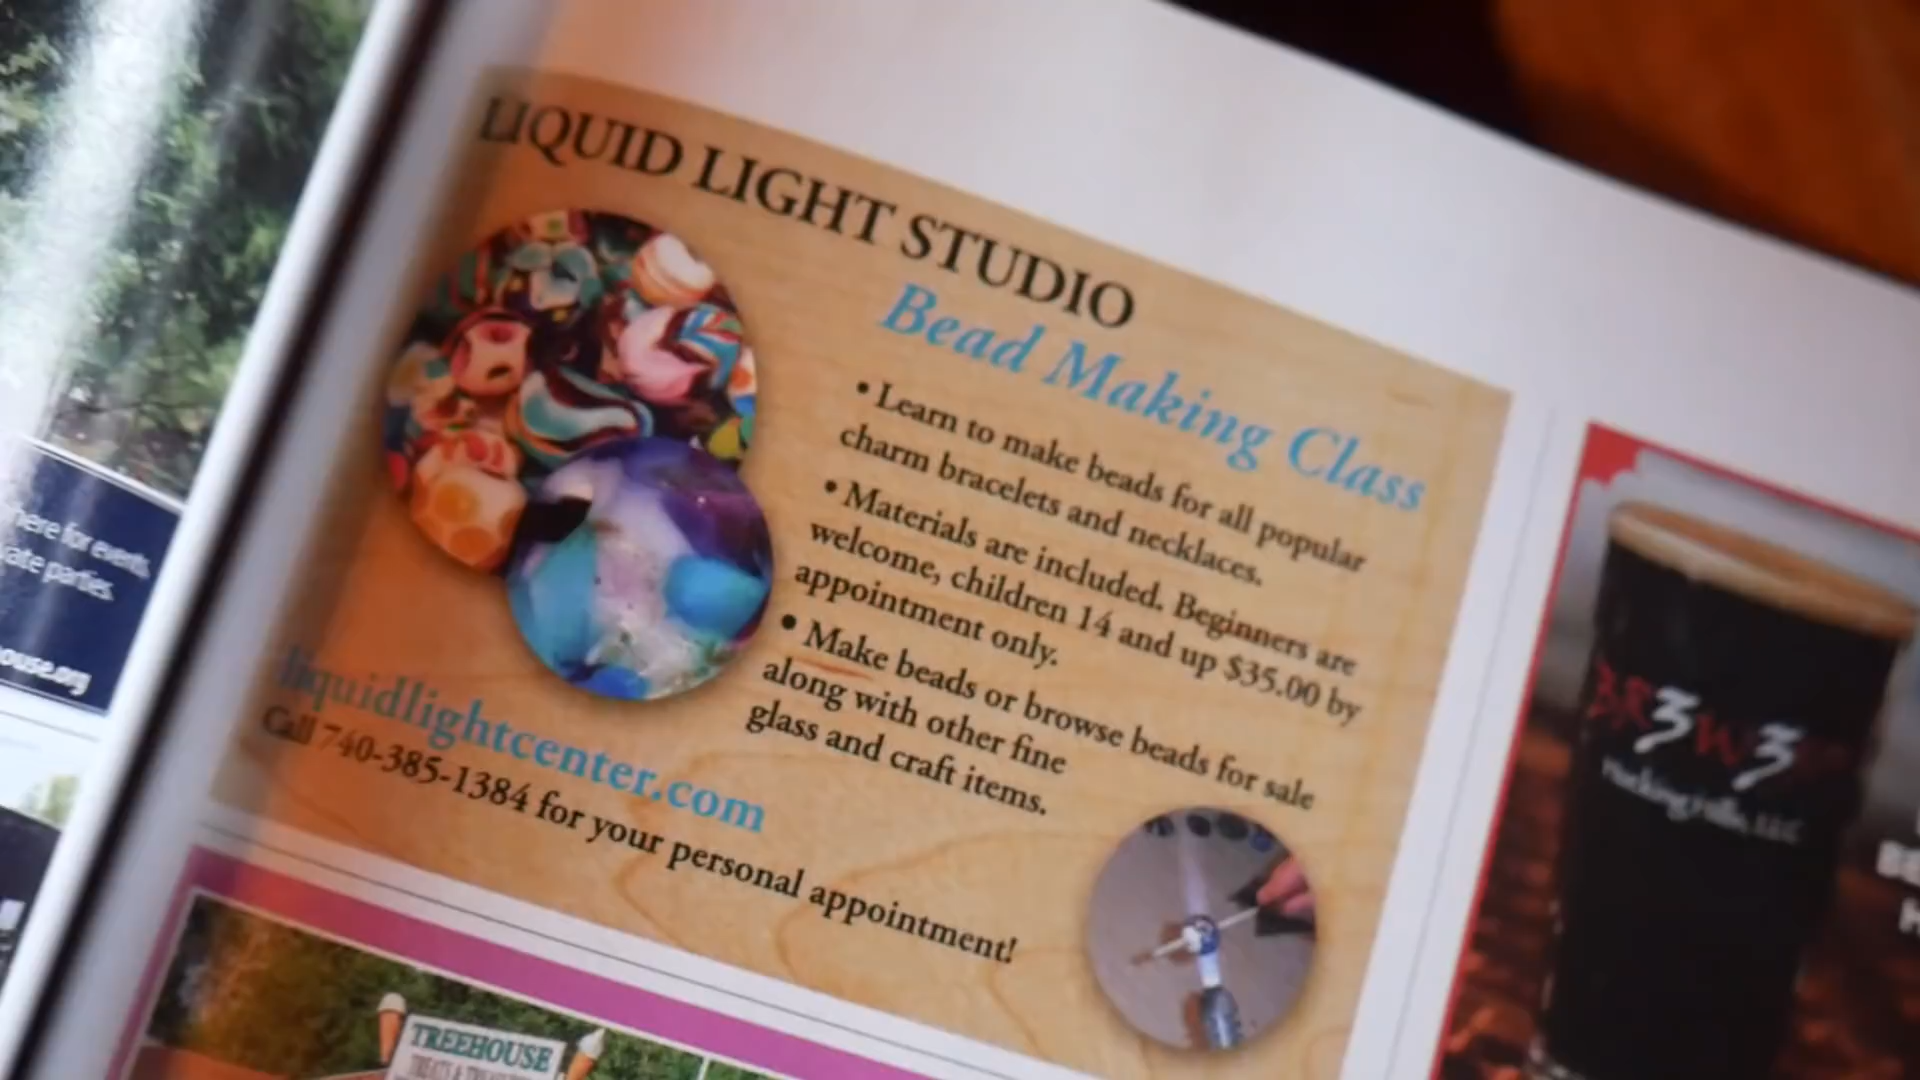 LIQUID LIGHT STUDIO
Bead Making Class
• Learn to make beads for all popular
charm bracelets and necklaces.
• Materials are included. Beginners are
welcome, children 14 and up $35.00 by
appointment only.
• Make beads or browse beads for sale
along with other fine
glass and craft items.
liquidlightcenter.com
Call 740-385-1384 for your personal appointment!
here for events
ate parties.
ouse.org
TREEHOUSE
BR3W3